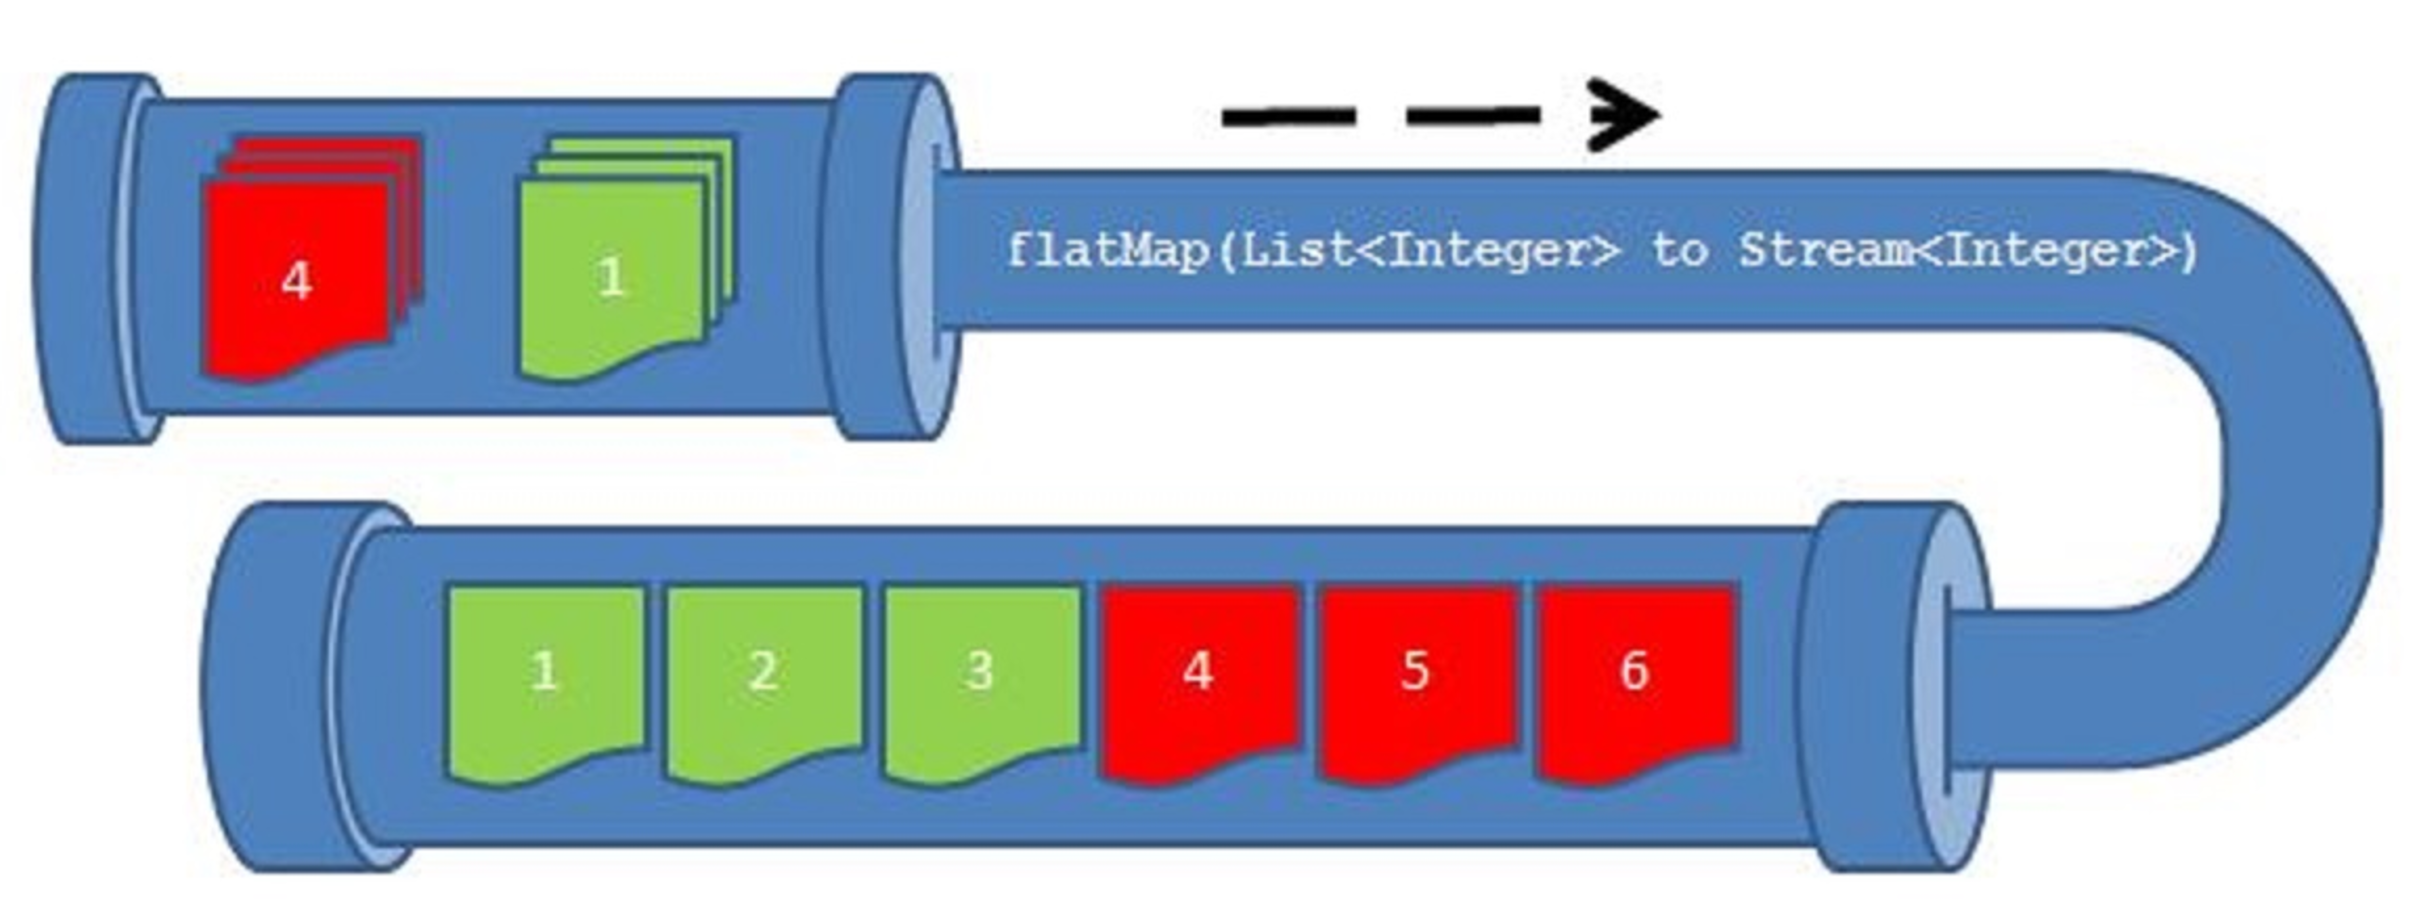 4 1
flatMap(List<Integer> to Stream<Integer>)
1 2 3 4 5 6